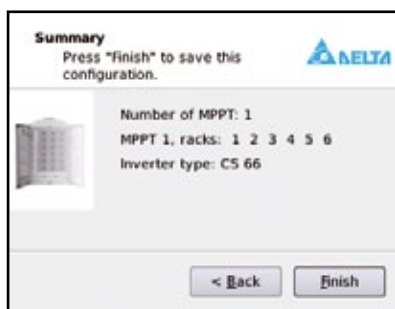 Summary
Press "Finish" to save this
configuration.
DELTA
Number of MPPT: 1
MPPT 1, racks: 1 2 3 4 5 6
Inverter type: CS 66
< Back
Finish